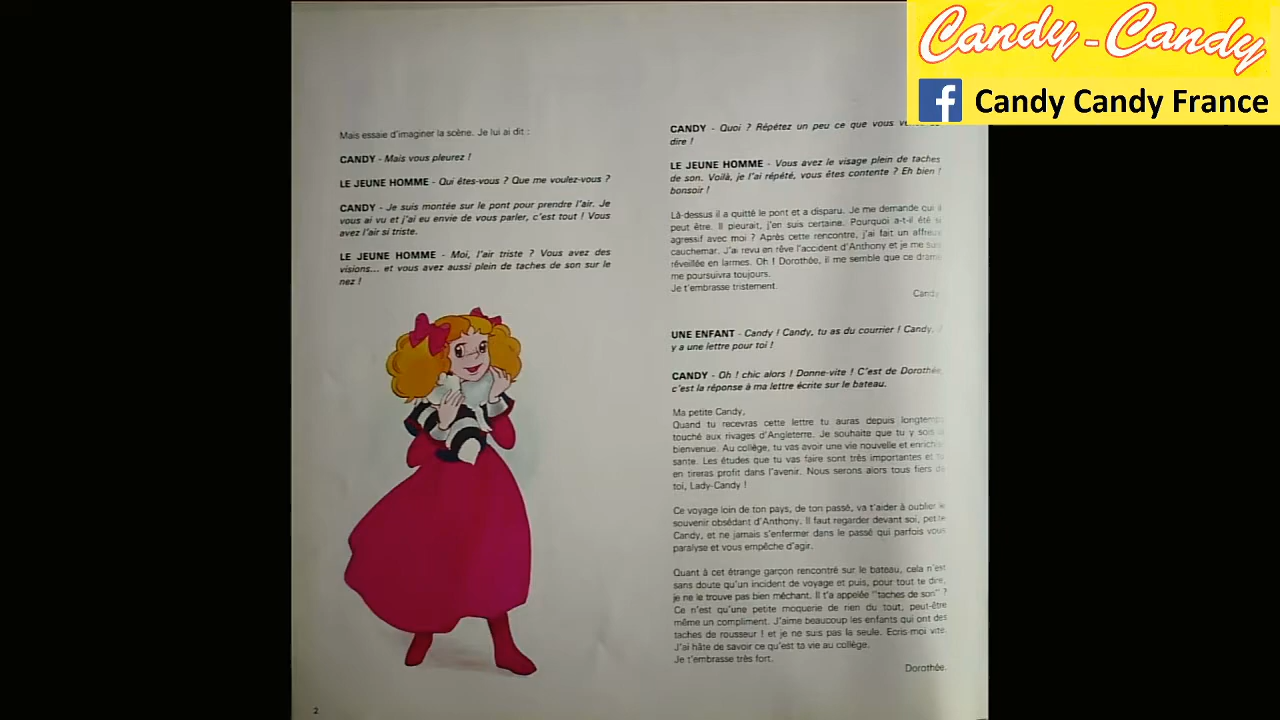 Candy-Candy
Candy Candy France
Mais essaie d'imaginer la scène. Je lui ai dit :
CANDY - Mais vous pleurez !
LE JEUNE HOMME - Qui êtes-vous ? Que me voulez-vous ?
CANDY - Je suis montée sur le pont pour prendre l'air. Je
vous ai vu et j'ai eu envie de vous parler, c'est tout ! Vous
avez l'air si triste.
LE JEUNE HOMME - Moi, l'air triste ? Vous avez des
visions... et vous avez aussi plein de taches de son sur le
nez !
CANDY - Quoi ? Répétez un peu ce que vous
dire !
LE JEUNE HOMME - Vous avez le visage plein de taches
de son. Voilà, je l'ai répété, vous êtes contente ? Eh bien !
bonsoir !
Là-dessus il a quitté le pont et a disparu. Je me demande qui il
peut être. Il pleurait, j'en suis certaine. Pourquoi a-t-il été si
agressif avec moi ? Après cette rencontre, j'ai fait un affreux
cauchemar. J'ai revu en rêve l'accident d'Anthony et je me suis
réveillée en larmes. Oh ! Dorothée, il me semble que ce drame
me poursuivra toujours.
Je t'embrasse tristement.
Candy
UNE ENFANT - Candy ! Candy, tu as du courrier ! Candy, il
y a une lettre pour toi !
CANDY - Oh ! chic alors ! Donne-vite ! C'est de Dorothée,
c'est la réponse à ma lettre écrite sur le bateau.
Ma petite Candy,
Quand tu recevras cette lettre tu auras depuis longtemps
touché aux rivages d'Angleterre. Je souhaite que tu y sois la
bienvenue. Au collège, tu vas avoir une vie nouvelle et enrichis-
sante. Les études que tu vas faire sont très importantes et tu
en tireras profit dans l'avenir. Nous serons alors tous fiers de
toi, Lady-Candy !
Ce voyage loin de ton pays, de ton passé, va t'aider à oublier le
souvenir obsédant d'Anthony. Il faut regarder devant soi, petite
Candy, et ne jamais s'enfermer dans le passé qui parfois vous
paralyse et vous empêche d'agir.
Quant à cet étrange garçon rencontré sur le bateau, cela n'est
sans doute qu'un incident de voyage et puis, pour tout te dire,
je ne le trouve pas bien méchant. Il t'a appelée "taches de son" ?
Ce n'est qu'une petite moquerie de rien du tout, peut-être
même un compliment. J'aime beaucoup les enfants qui ont des
taches de rousseur ! et je ne suis pas la seule. Ecris-moi vite.
J'ai hâte de savoir ce qu'est ta vie au collège.
Je t'embrasse très fort.
Dorothée.
2